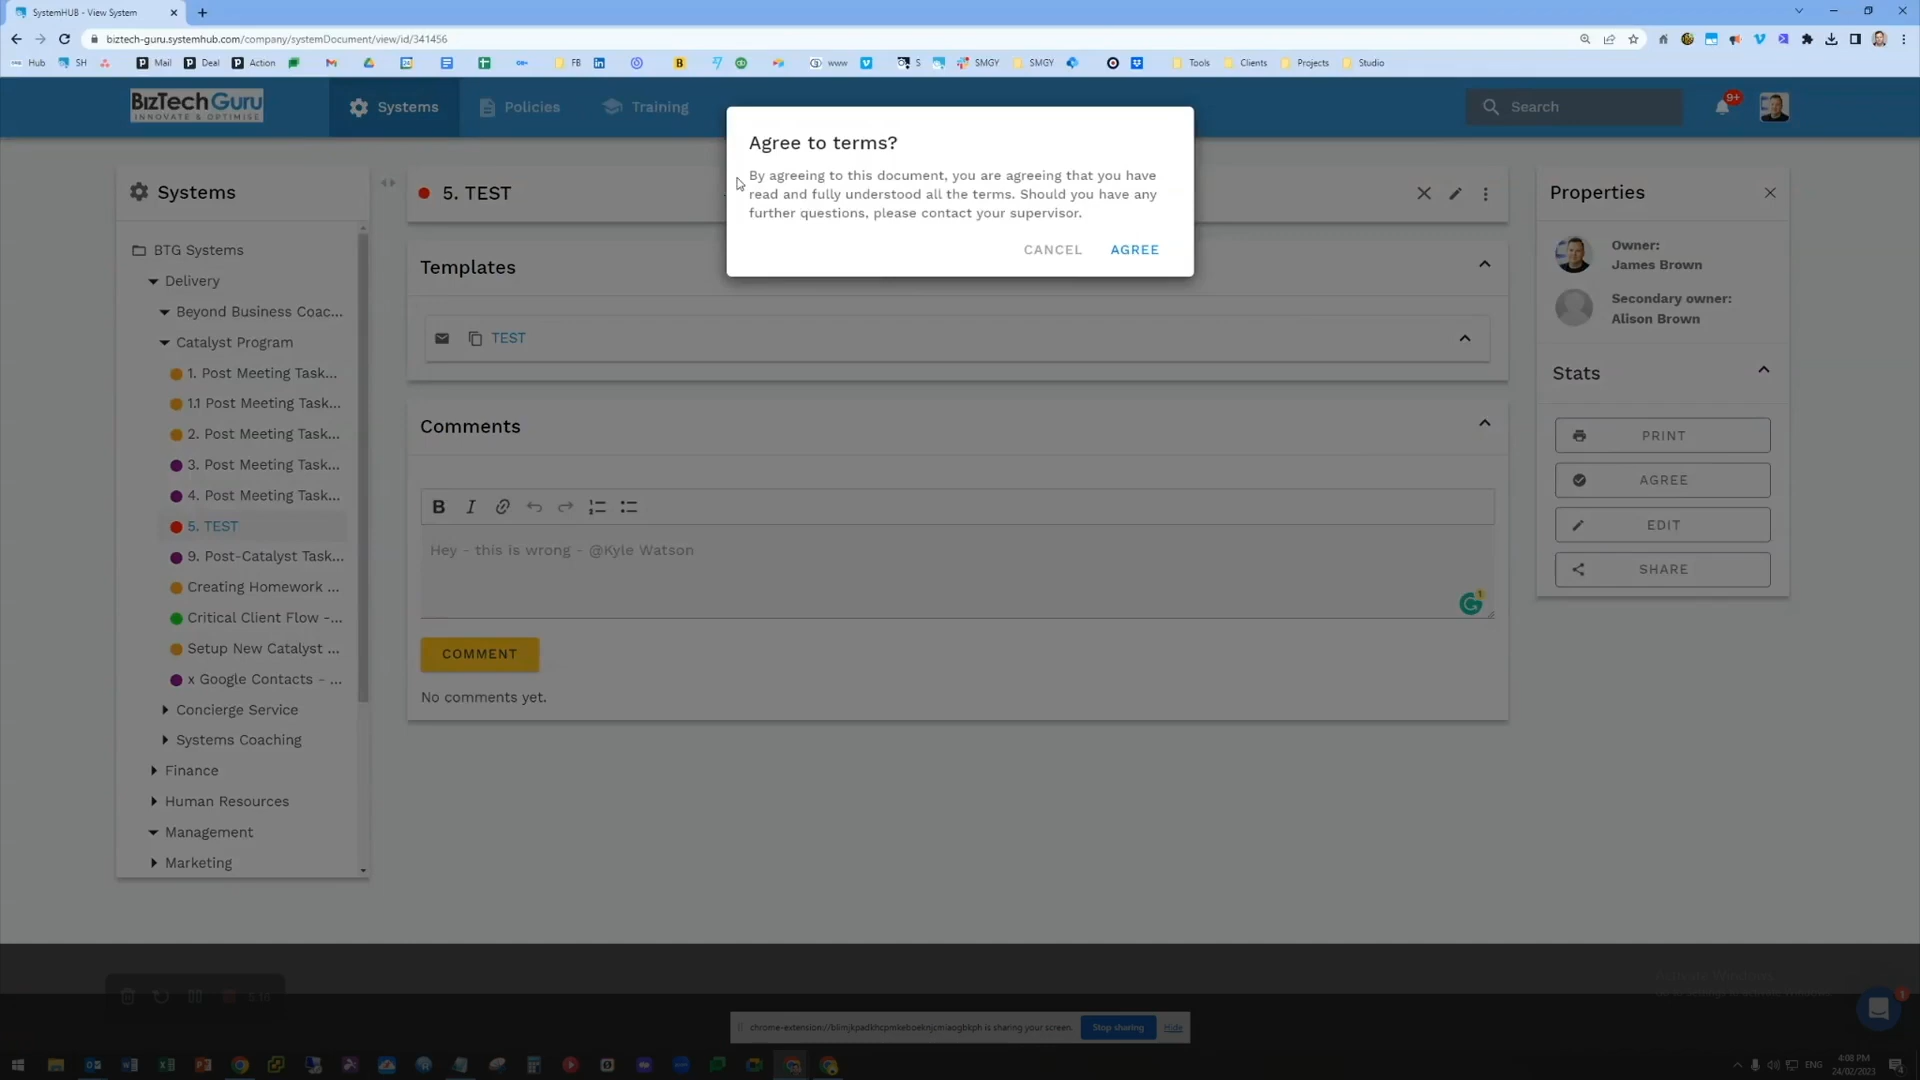 SystemHUB - View System
biztech-guru.systemhub.com/company/systemDocument/view/id/341456
Hub SH Mail Deal Action FB www S SMGY SMGY Tools Clients Projects Studio
BizTechGuru
INNOVATE & OPTIMISE
Systems
Policies
Training
Search
9+
Agree to terms?
By agreeing to this document, you are agreeing that you have
read and fully understood all the terms. Should you have any
further questions, please contact your supervisor.
CANCEL AGREE
Systems
BTG Systems
Delivery
Beyond Business Coac...
Catalyst Program
1. Post Meeting Task...
1.1 Post Meeting Task...
2. Post Meeting Task...
3. Post Meeting Task...
4. Post Meeting Task...
5. TEST
9. Post-Catalyst Task...
Creating Homework ...
Critical Client Flow -...
Setup New Catalyst ...
x Google Contacts - ...
Concierge Service
Systems Coaching
Finance
Human Resources
Management
Marketing
5. TEST
Templates
TEST
Comments
Hey - this is wrong - @Kyle Watson
COMMENT
No comments yet.
Properties
Owner:
James Brown
Secondary owner:
Alison Brown
Stats
PRINT
AGREE
EDIT
SHARE
5:16
Activate Windows
chrome-extension://blimjkpadkhcpmkeboeknjcmiaogbkph is sharing your screen. Stop sharing Hide
ENG
4:08 PM
24/02/2023